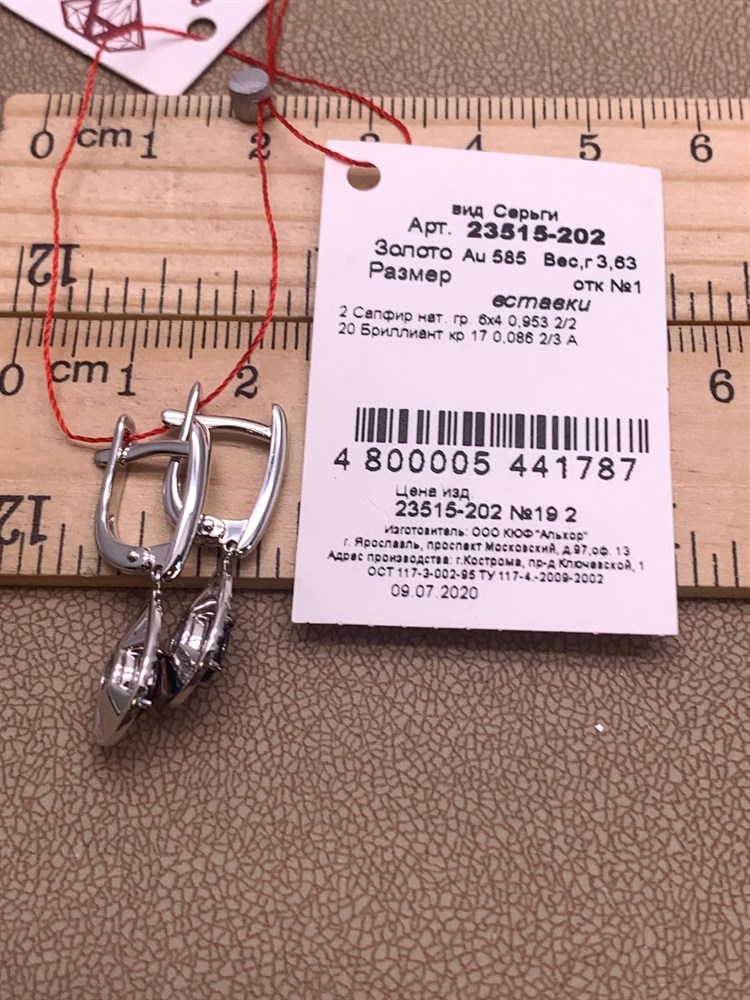 0 cm 1 2 3 4 5 6
12
0 cm 1 2 6
12
вид Серьги
Арт. 23515-202
Золото Au 585 Вес,г 3,63
Размер отк №1
вставки
2 Сапфир нат. гр. 6х4 0,953 2/2
20 Бриллиант кр 17 0,086 2/3 А
4 800005 441787
Цена изд.
23515-202 №19 2
Изготовитель: ООО КЮФ "Алькор"
г. Ярославль, проспект Московский, д.97,оф. 13
Адрес производства: г.Кострома, пр-д Ключевской, 1
ОСТ 117-3-002-95 ТУ 117-4.-2009-2002
09.07.2020